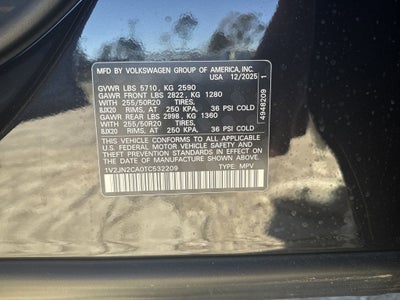 MFD. BY VOLKSWAGEN GROUP OF AMERICA, INC.
USA 12/2025
GVWR LBS 5710, KG 2590
GAWR FRONT LBS 2822, KG 1280
WITH 255/50R20 TIRES,
8JX20 RIMS, AT 250 KPA, 36 PSI COLD
GAWR REAR LBS 2998, KG 1360
WITH 255/50R20 TIRES,
8JX20 RIMS, AT 250 KPA, 36 PSI COLD
THIS VEHICLE CONFORMS TO ALL APPLICABLE
U.S. FEDERAL MOTOR VEHICLE SAFETY
STANDARDS IN EFFECT ON THE DATE OF
MANUFACTURE SHOWN ABOVE.
1V2JN2CA0TC532209 TYPE: MPV
4948209 1